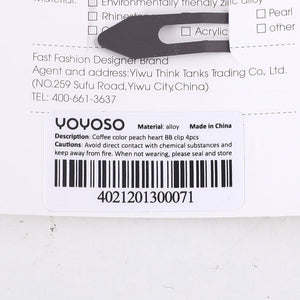 copper zinc alloy
Rhinestone
Pearl
Acrylic
other
Fast Fashion Designer Brand
Agent and address:Yiwu Think Tanks Trading Co., Ltd.
(NO.259 Sufu Road, Yiwu City,China)
TEL: 400-661-3637
YOYOSO Material: alloy Made in China
Description: Coffee color peach heart BB clip 4pcs
Cautions: Avoid direct contact with chemical substances and
keep away from fire. When not wearing, please seal and store
4021201300071